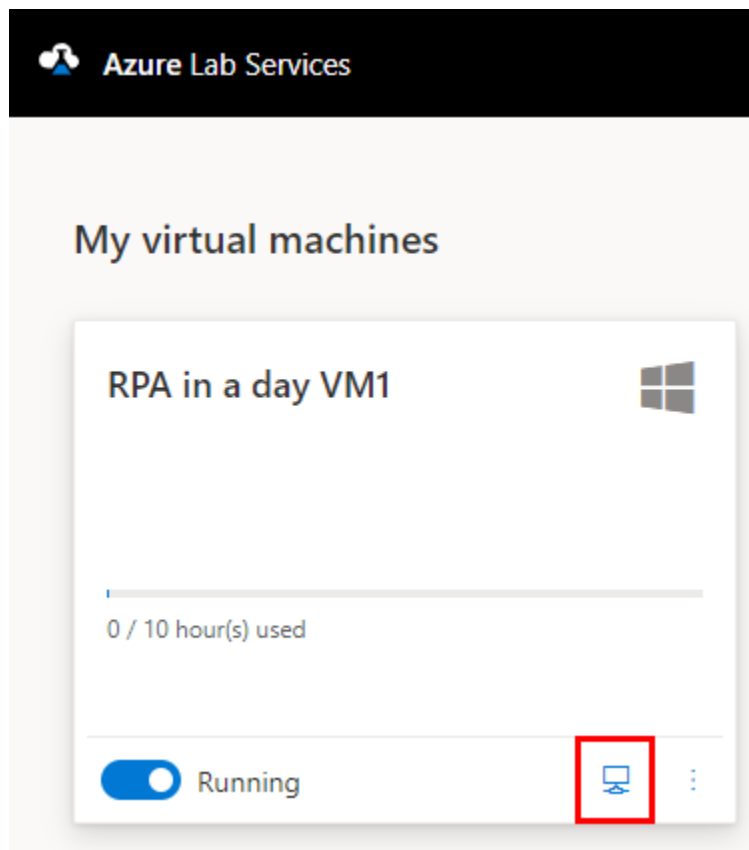 Azure Lab Services
My virtual machines
RPA in a day VM1
0 / 10 hour(s) used
Running